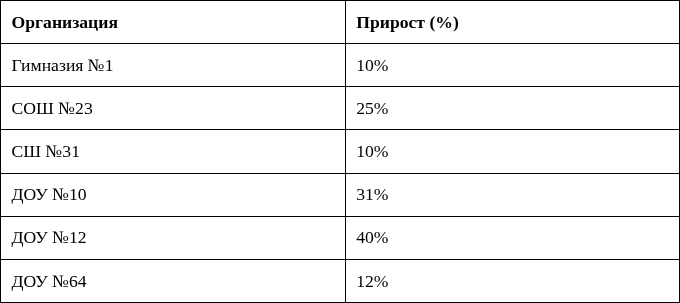 Организация Прирост (%)
Гимназия №1 10%
СОШ №23 25%
СШ №31 10%
ДОУ №10 31%
ДОУ №12 40%
ДОУ №64 12%